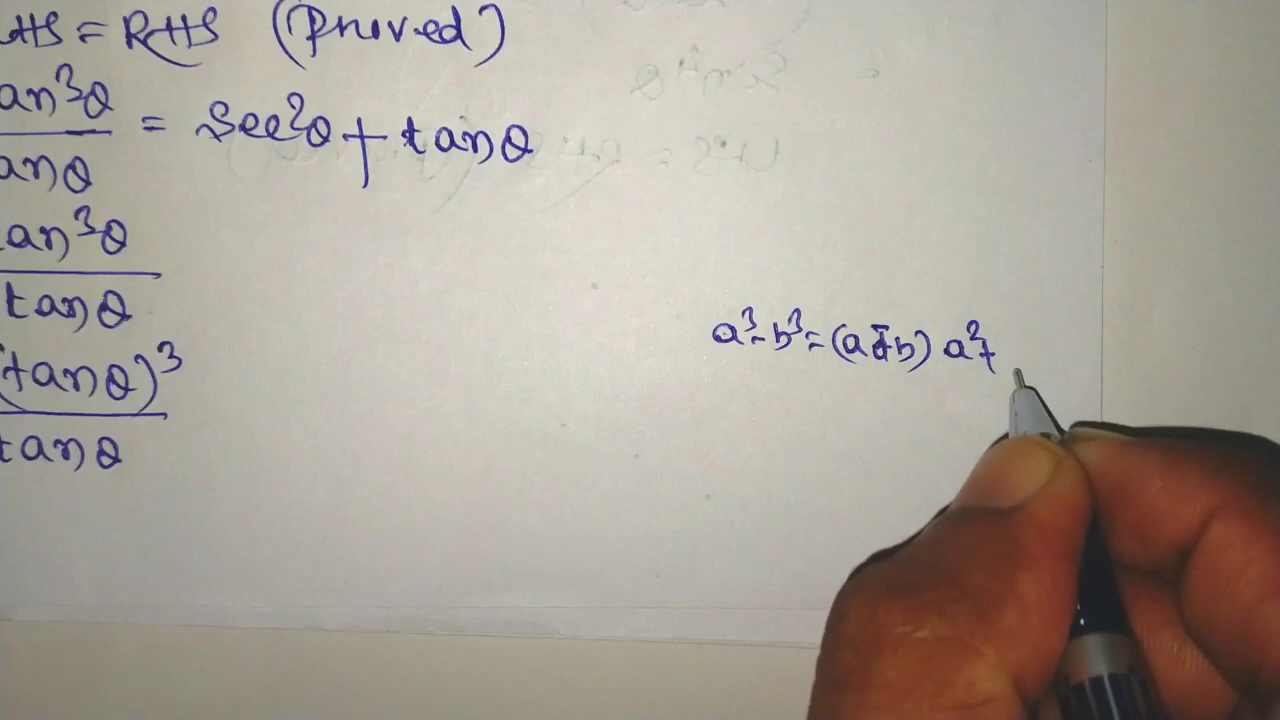 LHS = RHS (Proved)
an³θ
anθ
= Sec²θ + tanθ
an³θ
tanθ
a³-b³=(a-b) a²+
(tanθ)³
tanθ